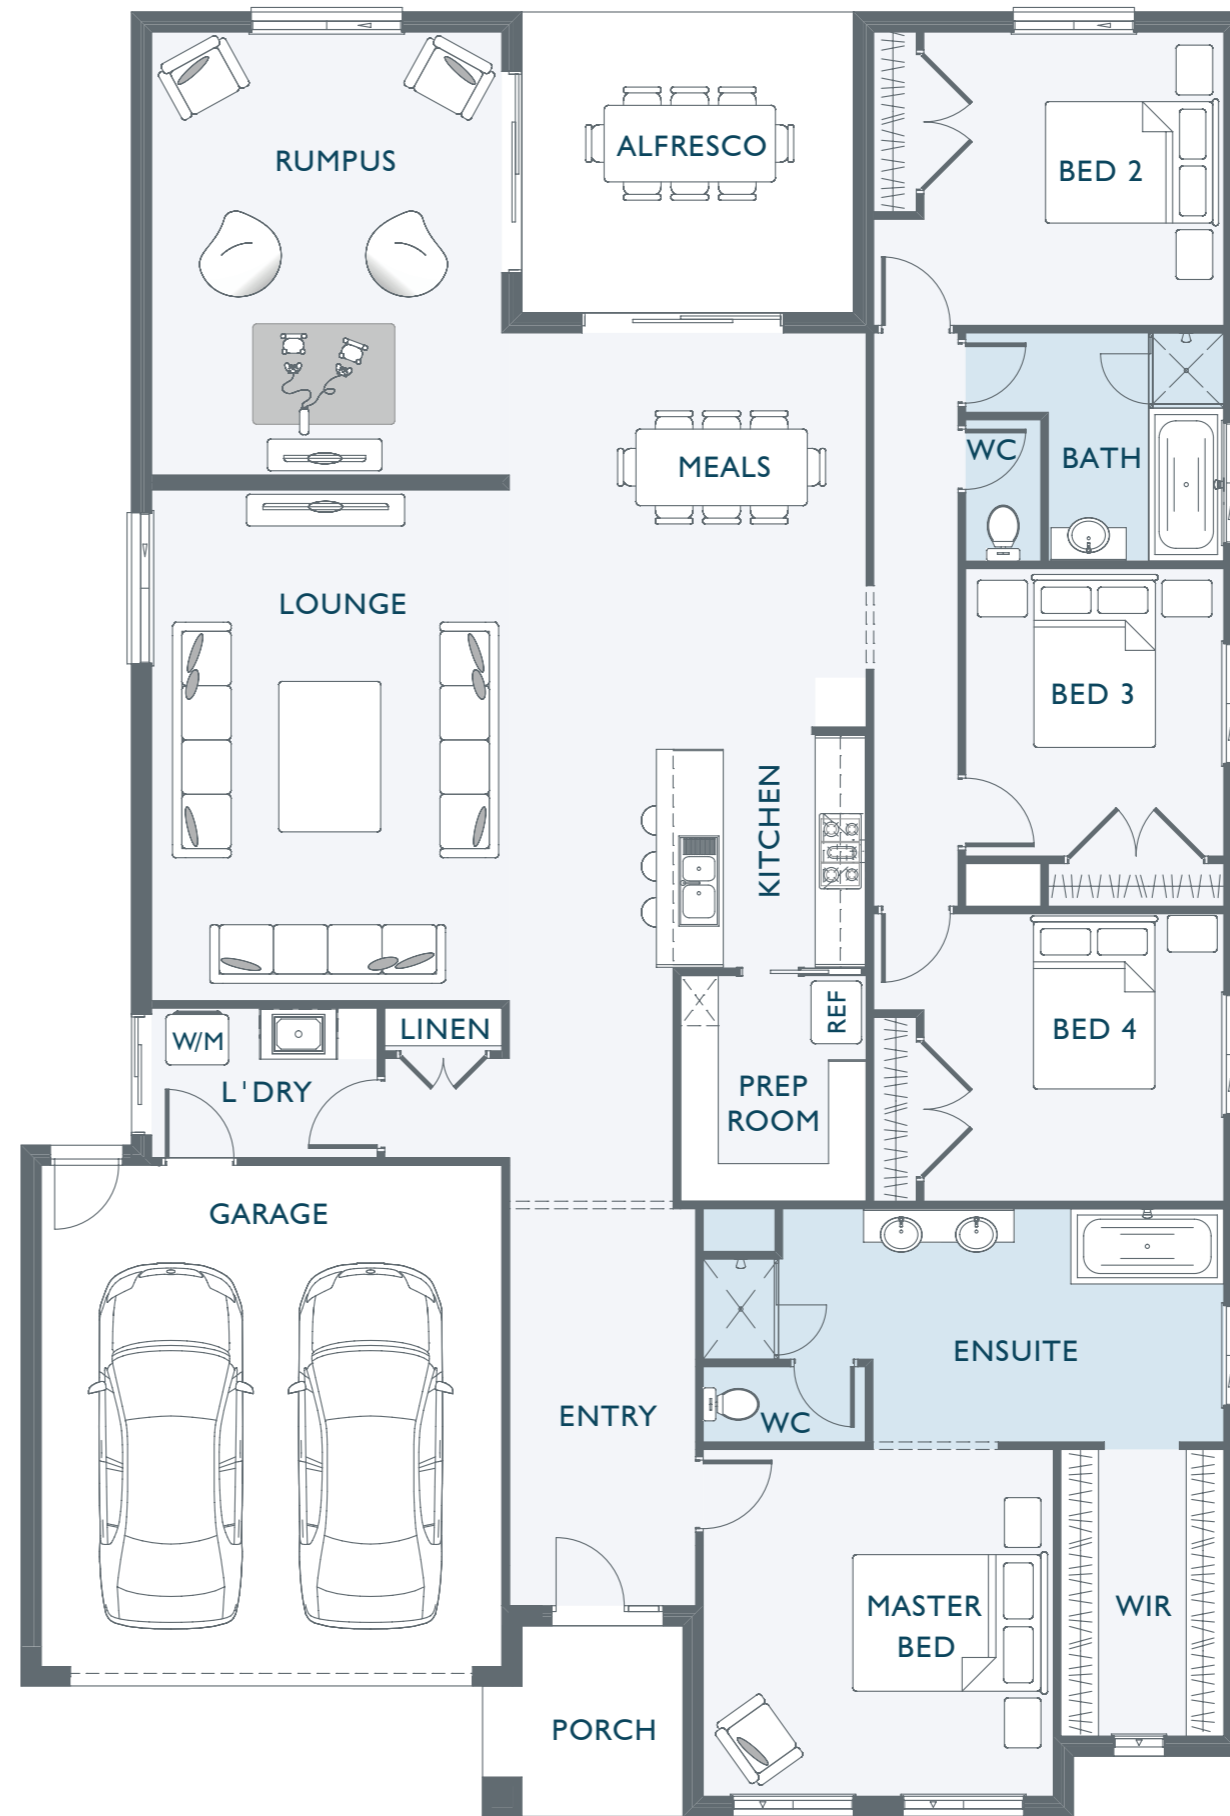 RUMPUS
ALFRESCO
BED 2
MEALS
WC
BATH
LOUNGE
BED 3
KITCHEN
W/M
LINEN
REF
BED 4
L'DRY
PREP
ROOM
GARAGE
ENSUITE
ENTRY
WC
MASTER
BED
WIR
PORCH